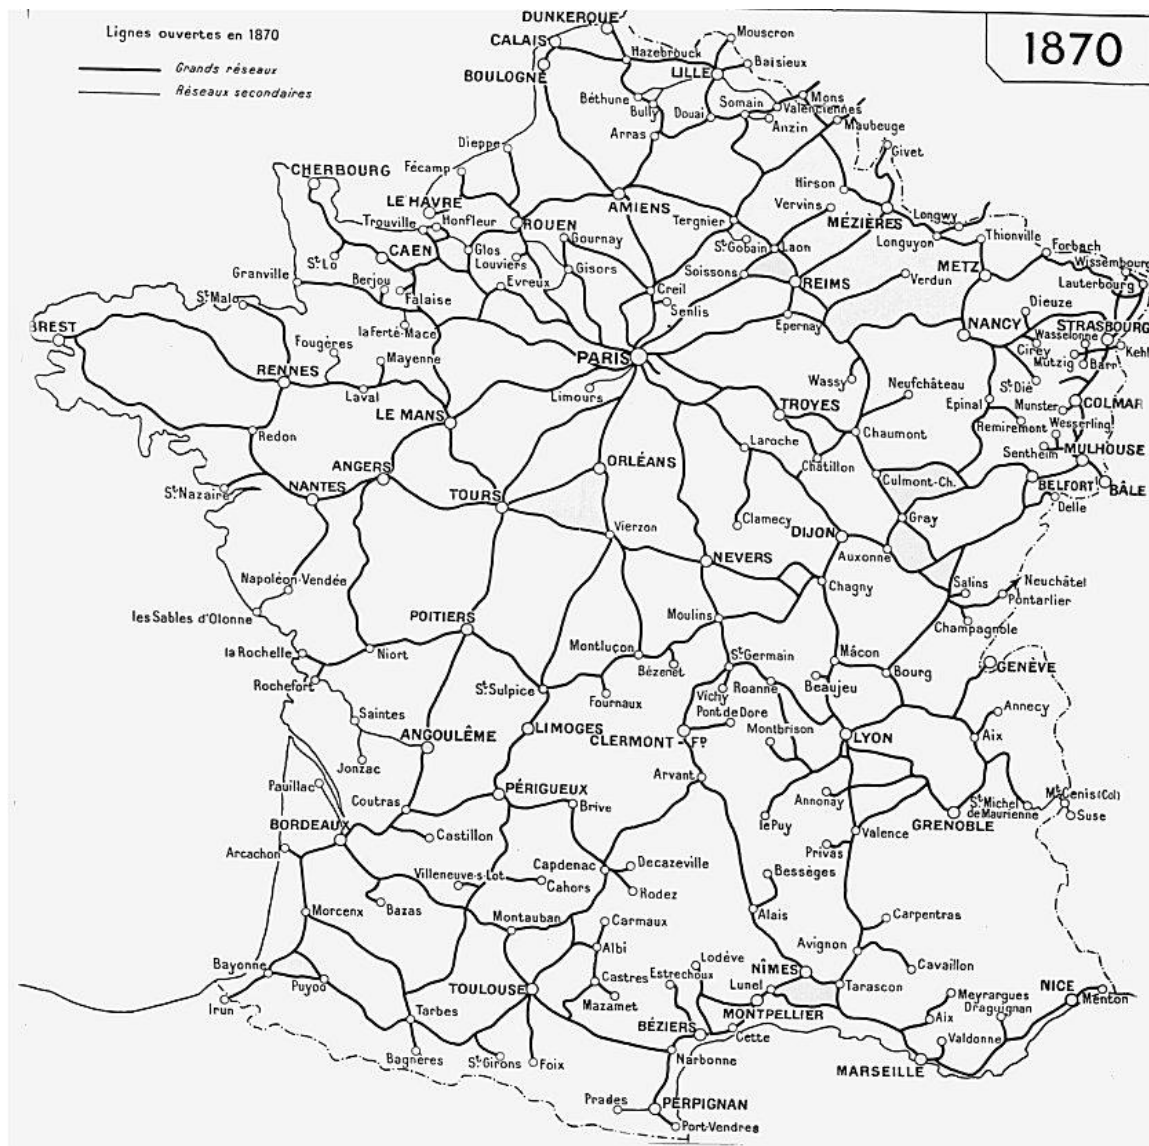 Lignes ouvertes en 1870
Grands réseaux
Réseaux secondaires
1870
DUNKERQUE
CALAIS
BOULOGNE
Hazebrouck
Mouscron
LILLE
Baisieux
Béthune
Bully
Douai
Somain
Mons
Valenciennes
Anzin
Maubeuge
Arras
Givet
Dieppe
Fécamp
CHERBOURG
LE HAVRE
Honfleur
Trouville
ROUEN
AMIENS
Hirson
Vervins
MÉZIÈRES
Longwy
Longuyon
Thionville
Tergnier
St Gobain
Laon
Gournay
Glos
Louviers
Gisors
CAEN
St Lô
Granville
Berjou
Falaise
Evreux
Creil
Senlis
Soissons
REIMS
Verdun
METZ
Forbach
Wissembourg
Lauterbourg
St Malo
la Ferté-Macé
Epernay
Dieuze
NANCY
STRASBOURG
Wasselonne
Cirey
Mutzig
Barr
Kehl
BREST
Fougères
Mayenne
PARIS
RENNES
Laval
LE MANS
Limours
Wassy
Neufchâteau
St Dié
TROYES
Epinal
Munster
COLMAR
Remiremont
Wesserling
Redon
Laroche
Chaumont
Châtillon
Sentheim
MULHOUSE
ANGERS
ORLÉANS
Culmont-Ch.
BELFORT
BÂLE
St Nazaire
NANTES
TOURS
Delle
Clamecy
Gray
Vierzon
NEVERS
DIJON
Auxonne
Napoléon-Vendée
Chagny
Salins
Neuchâtel
Pontarlier
les Sables d'Olonne
POITIERS
Moulins
Champagnole
la Rochelle
Niort
Montluçon
Bézenet
St Germain
Mâcon
Bourg
GENÈVE
Rochefort
St Sulpice
Fournaux
Vichy
Roanne
Beaujeu
Annecy
Saintes
ANGOULÊME
LIMOGES
Pont de Dore
CLERMONT-Fd
Montbrison
LYON
Aix
Jonzac
Pauillac
Arvant
PÉRIGUEUX
Coutras
Brive
Annonay
St Michel
de Maurienne
Mt Cenis (Col)
Suse
GRENOBLE
BORDEAUX
Castillon
le Puy
Valence
Arcachon
Privas
Capdenac
Decazeville
Rodez
Villeneuve-s-Lot
Cahors
Bessèges
Morcenx
Bazas
Montauban
Carmaux
Alais
Carpentras
Albi
Avignon
Cavaillon
Bayonne
Puyoo
Irun
TOULOUSE
Castres
Mazamet
Estrechoux
Lodève
NÎMES
Lunel
Tarascon
MONTPELLIER
Meyrargues
NICE
Menton
Draguignan
Aix
Tarbes
Bagnères
St Girons
Foix
BÉZIERS
Cette
Narbonne
Valdonne
MARSEILLE
Prades
PERPIGNAN
Port-Vendres